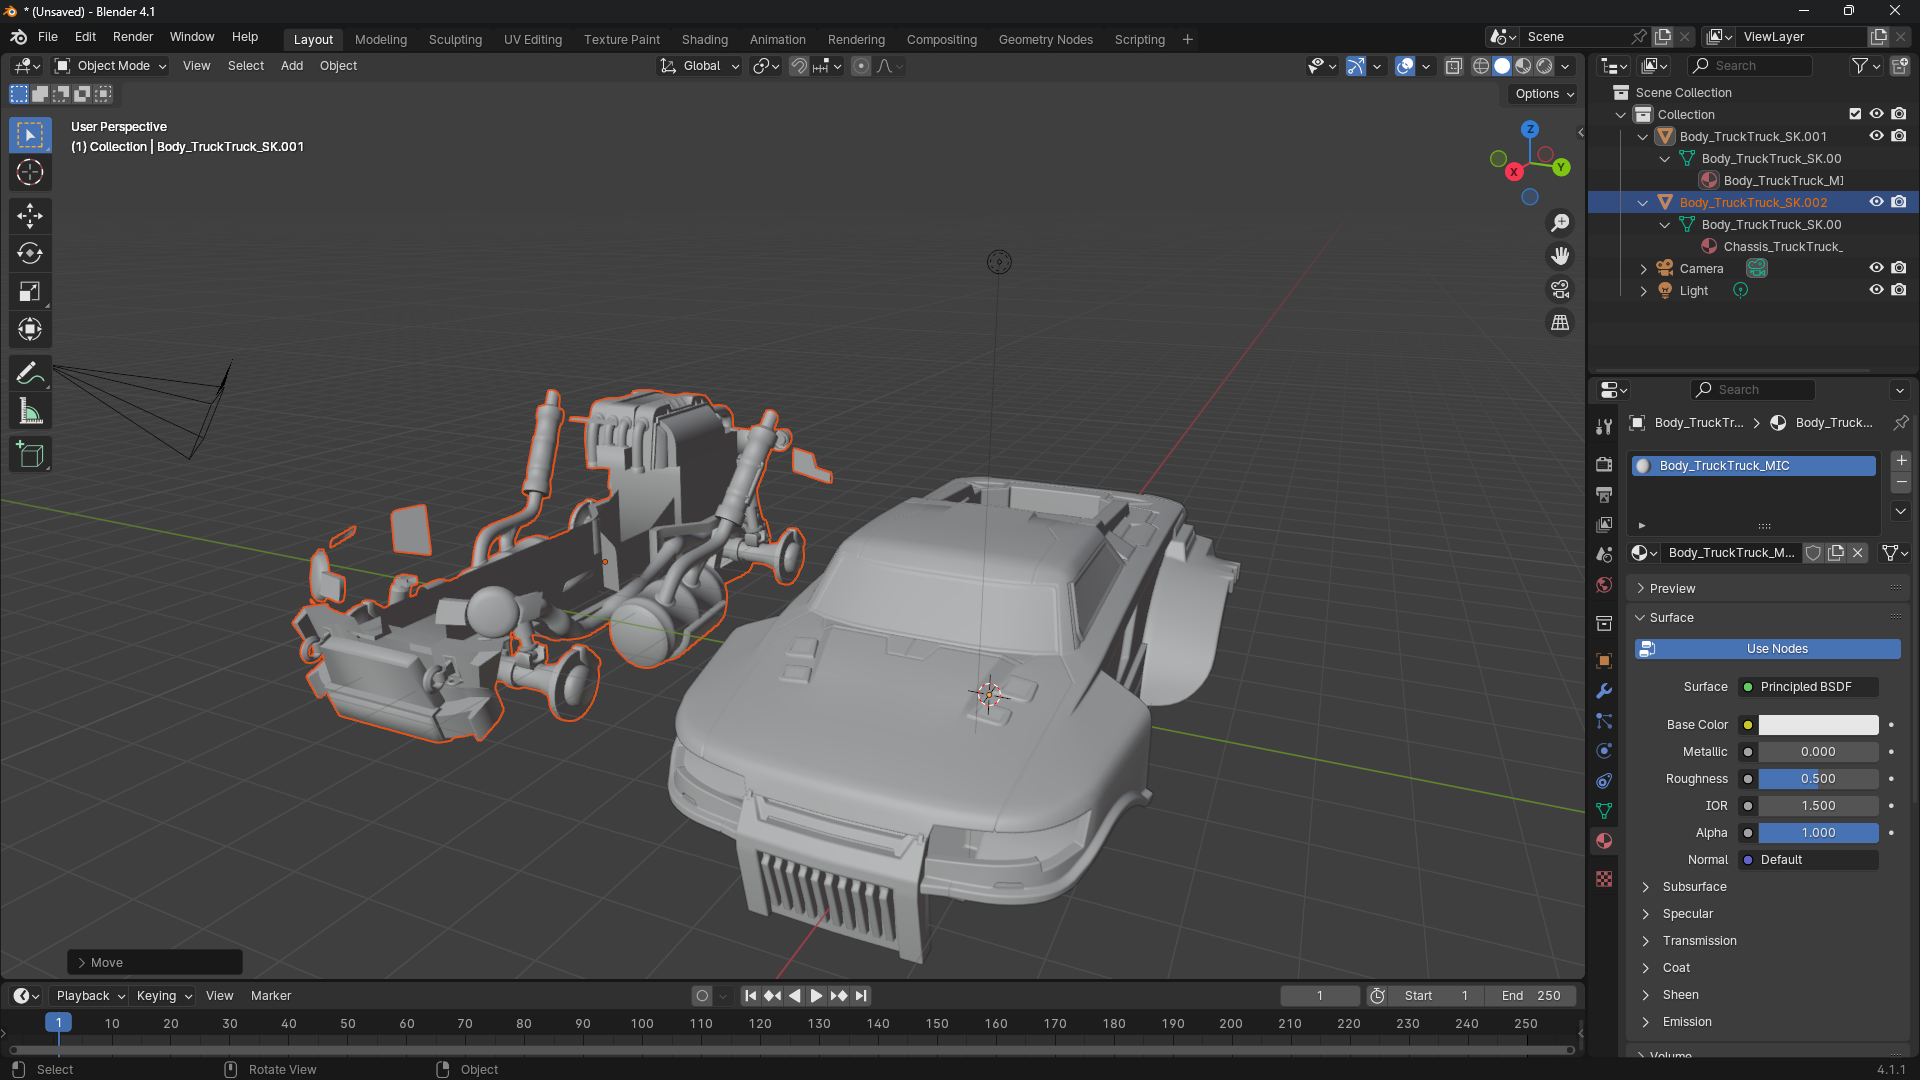 * (Unsaved) - Blender 4.1
File Edit Render Window Help
Layout Modeling Sculpting UV Editing Texture Paint Shading Animation Rendering Compositing Geometry Nodes Scripting +
Scene
ViewLayer
Object Mode View Select Add Object
Global
Search
Options
User Perspective
(1) Collection | Body_TruckTruck_SK.001
Z
Y
X
Scene Collection
Collection
Body_TruckTruck_SK.001
Body_TruckTruck_SK.00
Body_TruckTruck_MI
Body_TruckTruck_SK.002
Body_TruckTruck_SK.00
Chassis_TruckTruck_
Camera
Light
Search
Body_TruckTr... > Body_Truck...
Body_TruckTruck_MIC
Body_TruckTruck_M...
Preview
Surface
Use Nodes
Surface Principled BSDF
Base Color
Metallic 0.000
Roughness 0.500
IOR 1.500
Alpha 1.000
Normal Default
Subsurface
Specular
Transmission
Coat
Sheen
Emission
Volume
Move
Playback Keying View Marker
1
Start 1
End 250
1 10 20 30 40 50 60 70 80 90 100 110 120 130 140 150 160 170 180 190 200 210 220 230 240 250
Select
Rotate View
Object
4.1.1